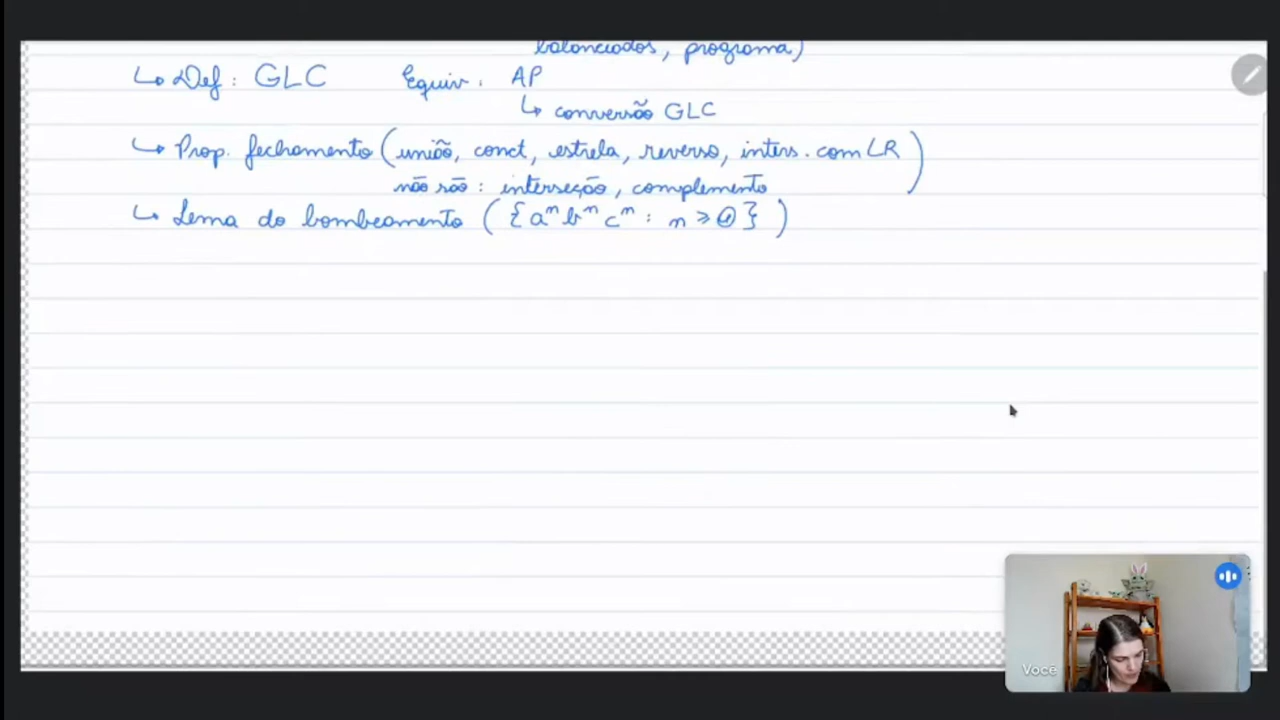 balanciados, programa)
↳ Def: GLC Equiv: AP
↳ conversão GLC
↳ Prop. fechamento (união, conct, estrela, reverso, inters. com LR)
não são: interseção, complemento
↳ Lema do bombeamento ({aⁿbⁿcⁿ: n ≥ 0})
Você